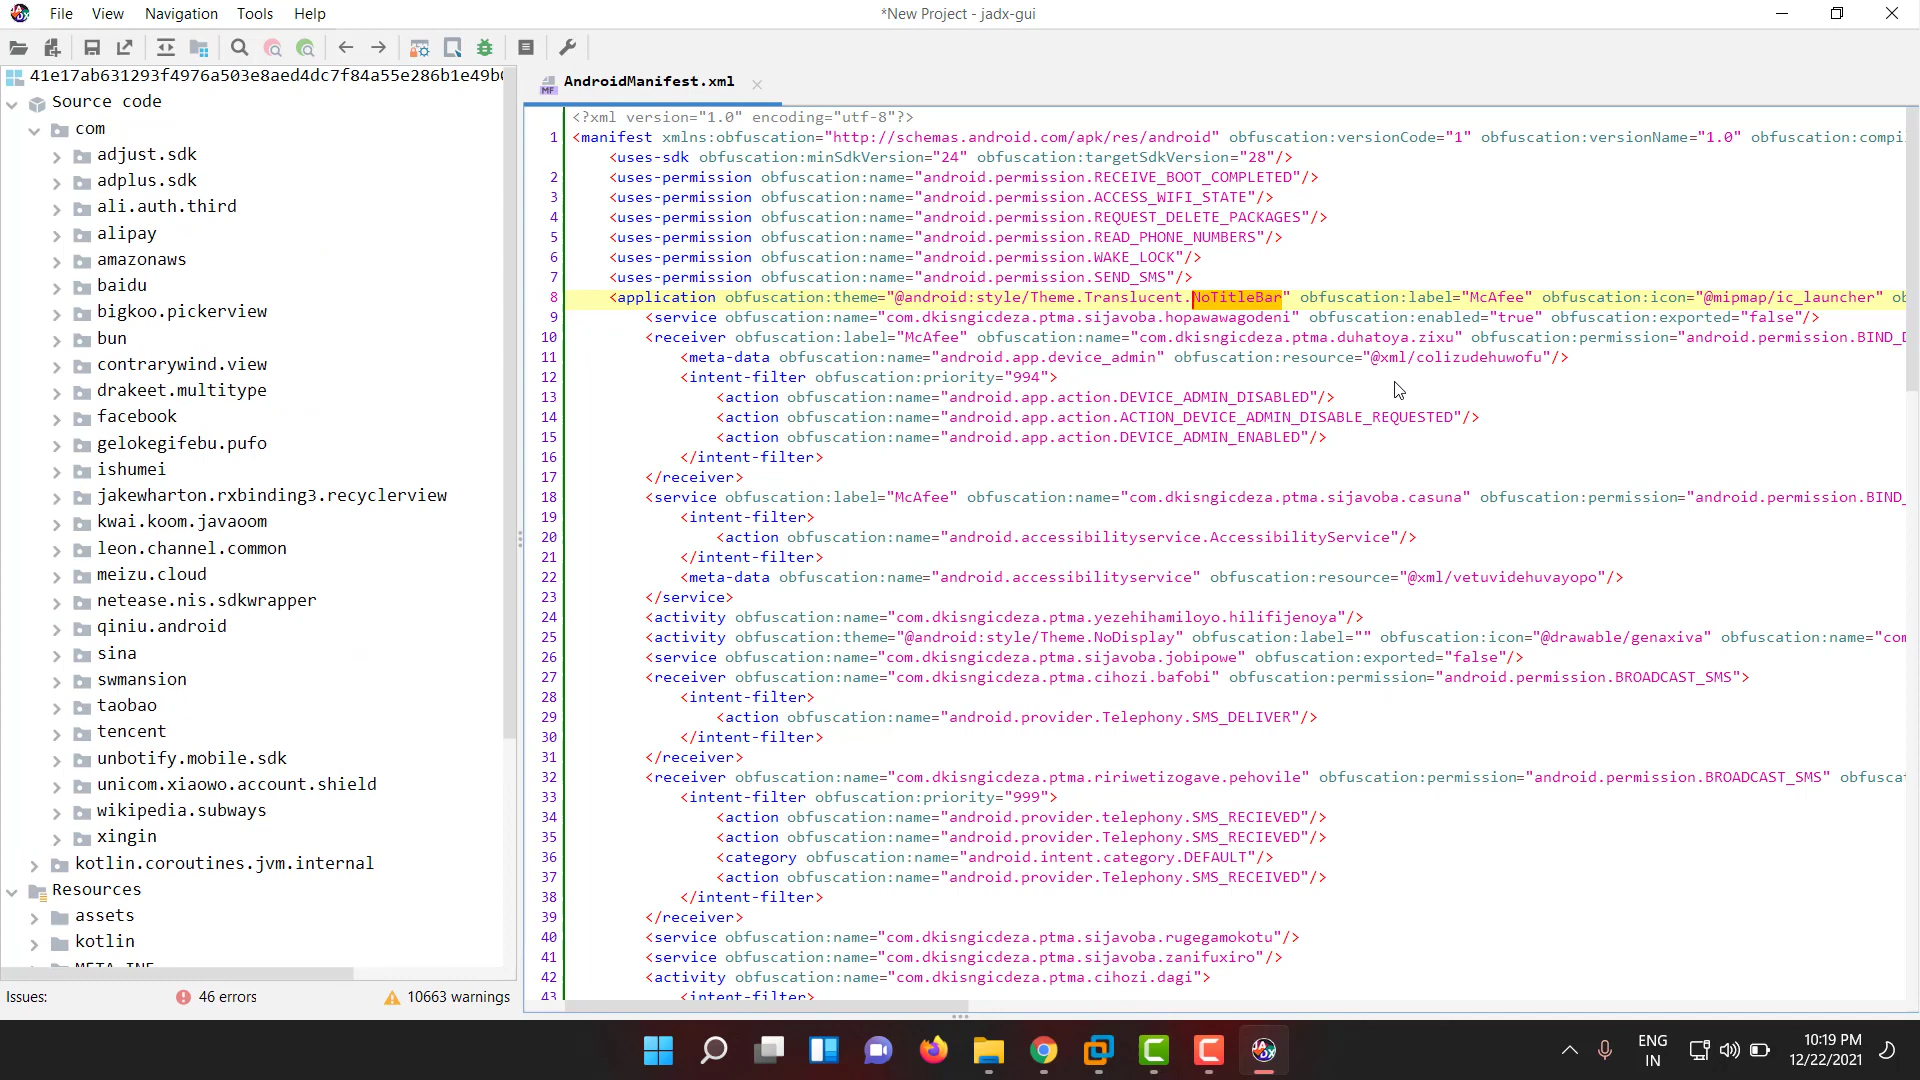 File View Navigation Tools Help
*New Project - jadx-gui
41e17ab631293f4976a503e8aed4dc7f84a55e286b1e49b
Source code
com
adjust.sdk
adplus.sdk
ali.auth.third
alipay
amazonaws
baidu
bigkoo.pickerview
bun
contrarywind.view
drakeet.multitype
facebook
gelokegifebu.pufo
ishumei
jakewharton.rxbinding3.recyclerview
kwai.koom.javaoom
leon.channel.common
meizu.cloud
netease.nis.sdkwrapper
qiniu.android
sina
swmansion
taobao
tencent
unbotify.mobile.sdk
unicom.xiaowo.account.shield
wikipedia.subways
xingin
kotlin.coroutines.jvm.internal
Resources
assets
kotlin
META-INF
Issues: 46 errors 10663 warnings
MF AndroidManifest.xml
<?xml version="1.0" encoding="utf-8"?>
1 <manifest xmlns:obfuscation="http://schemas.android.com/apk/res/android" obfuscation:versionCode="1" obfuscation:versionName="1.0" obfuscation:compi
<uses-sdk obfuscation:minSdkVersion="24" obfuscation:targetSdkVersion="28"/>
2 <uses-permission obfuscation:name="android.permission.RECEIVE_BOOT_COMPLETED"/>
3 <uses-permission obfuscation:name="android.permission.ACCESS_WIFI_STATE"/>
4 <uses-permission obfuscation:name="android.permission.REQUEST_DELETE_PACKAGES"/>
5 <uses-permission obfuscation:name="android.permission.READ_PHONE_NUMBERS"/>
6 <uses-permission obfuscation:name="android.permission.WAKE_LOCK"/>
7 <uses-permission obfuscation:name="android.permission.SEND_SMS"/>
8 <application obfuscation:theme="@android:style/Theme.Translucent.NoTitleBar" obfuscation:label="McAfee" obfuscation:icon="@mipmap/ic_launcher" ob
9 <service obfuscation:name="com.dkisngicdeza.ptma.sijavoba.hopawawagodeni" obfuscation:enabled="true" obfuscation:exported="false"/>
10 <receiver obfuscation:label="McAfee" obfuscation:name="com.dkisngicdeza.ptma.duhatoya.zixu" obfuscation:permission="android.permission.BIND_D
11 <meta-data obfuscation:name="android.app.device_admin" obfuscation:resource="@xml/colizudehuwofu"/>
12 <intent-filter obfuscation:priority="994">
13 <action obfuscation:name="android.app.action.DEVICE_ADMIN_DISABLED"/>
14 <action obfuscation:name="android.app.action.ACTION_DEVICE_ADMIN_DISABLE_REQUESTED"/>
15 <action obfuscation:name="android.app.action.DEVICE_ADMIN_ENABLED"/>
16 </intent-filter>
17 </receiver>
18 <service obfuscation:label="McAfee" obfuscation:name="com.dkisngicdeza.ptma.sijavoba.casuna" obfuscation:permission="android.permission.BIND_
19 <intent-filter>
20 <action obfuscation:name="android.accessibilityservice.AccessibilityService"/>
21 </intent-filter>
22 <meta-data obfuscation:name="android.accessibilityservice" obfuscation:resource="@xml/vetuvidehuvayopo"/>
23 </service>
24 <activity obfuscation:name="com.dkisngicdeza.ptma.yezehihamiloyo.hilifijenoya"/>
25 <activity obfuscation:theme="@android:style/Theme.NoDisplay" obfuscation:label="" obfuscation:icon="@drawable/genaxiva" obfuscation:name="com
26 <service obfuscation:name="com.dkisngicdeza.ptma.sijavoba.jobipowe" obfuscation:exported="false"/>
27 <receiver obfuscation:name="com.dkisngicdeza.ptma.cihozi.bafobi" obfuscation:permission="android.permission.BROADCAST_SMS">
28 <intent-filter>
29 <action obfuscation:name="android.provider.Telephony.SMS_DELIVER"/>
30 </intent-filter>
31 </receiver>
32 <receiver obfuscation:name="com.dkisngicdeza.ptma.ririwetizogave.pehovile" obfuscation:permission="android.permission.BROADCAST_SMS" obfusca
33 <intent-filter obfuscation:priority="999">
34 <action obfuscation:name="android.provider.telephony.SMS_RECIEVED"/>
35 <action obfuscation:name="android.provider.Telephony.SMS_RECIEVED"/>
36 <category obfuscation:name="android.intent.category.DEFAULT"/>
37 <action obfuscation:name="android.provider.Telephony.SMS_RECEIVED"/>
38 </intent-filter>
39 </receiver>
40 <service obfuscation:name="com.dkisngicdeza.ptma.sijavoba.rugegamokotu"/>
41 <service obfuscation:name="com.dkisngicdeza.ptma.sijavoba.zanifuxiro"/>
42 <activity obfuscation:name="com.dkisngicdeza.ptma.cihozi.dagi">
43 <intent-filter>
ENG
IN
10:19 PM
12/22/2021